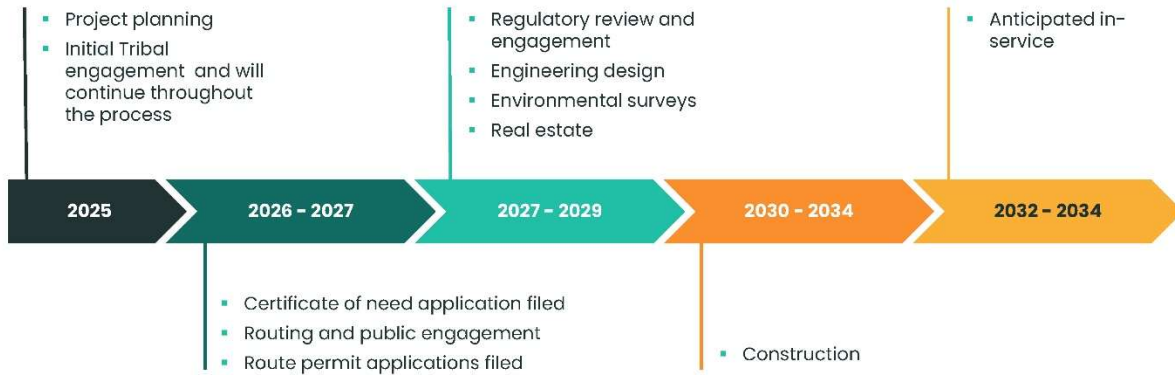 Project planning
Initial Tribal
engagement and will
continue throughout
the process
Regulatory review and
engagement
Engineering design
Environmental surveys
Real estate
Anticipated in-
service
2025
2026 - 2027
2027 - 2029
2030 - 2034
2032 - 2034
Certificate of need application filed
Routing and public engagement
Route permit applications filed
Construction